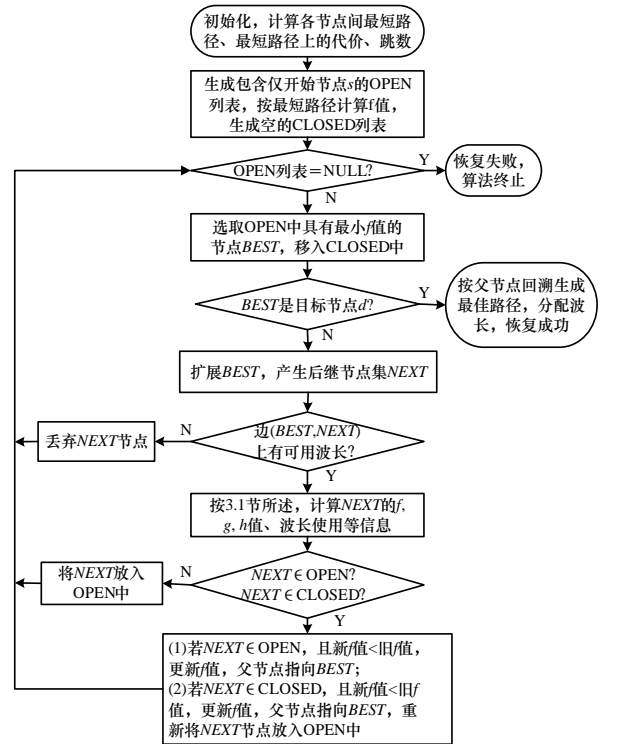 初始化，计算各节点间最短路
径、最短路径上的代价、跳数
生成包含仅开始节点s的OPEN
列表，按最短路径计算f值，
生成空的CLOSED列表
OPEN列表＝NULL?
Y
恢复失败，
算法终止
N
选取OPEN中具有最小f值的
节点BEST，移入CLOSED中
BEST是目标节点d?
Y
按父节点回溯生成
最佳路径，分配波
长，恢复成功
N
扩展BEST，产生后继节点集NEXT
边(BEST,NEXT)
上有可用波长?
N
丢弃NEXT节点
Y
按3.1节所述，计算NEXT的f,
g, h值、波长使用等信息
NEXT∈OPEN?
NEXT∈CLOSED?
N
将NEXT放入
OPEN中
Y
(1)若NEXT∈OPEN，且新f值<旧f值，
更新f值，父节点指向BEST；
(2)若NEXT∈CLOSED，且新f值<旧f
值，更新f值，父节点指向BEST，重
新将NEXT节点放入OPEN中